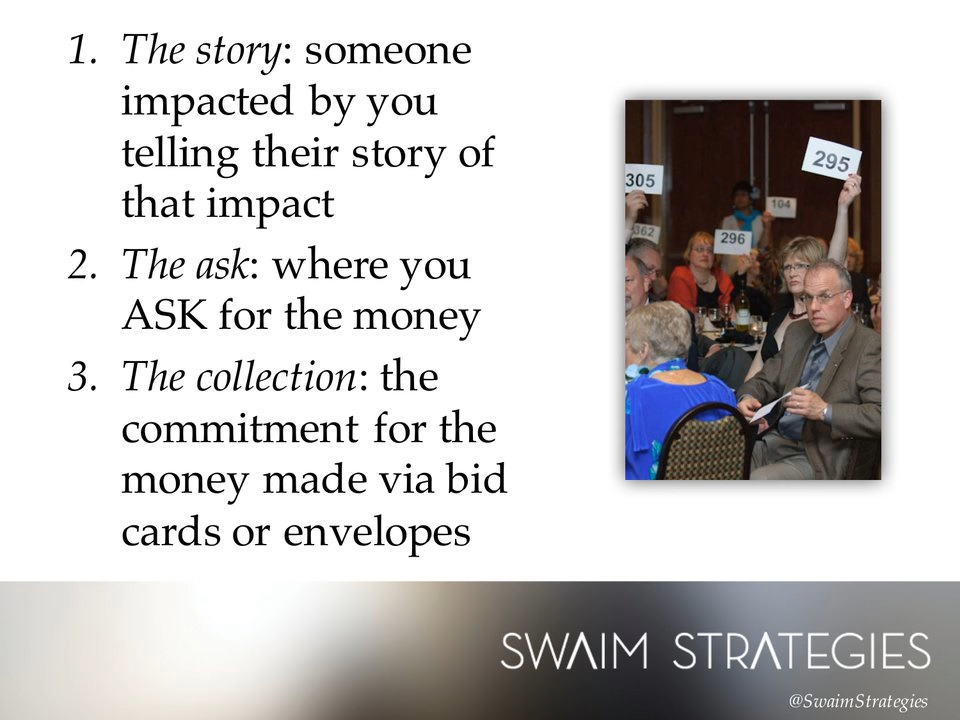 1. The story: someone
impacted by you
telling their story of
that impact
2. The ask: where you
ASK for the money
3. The collection: the
commitment for the
money made via bid
cards or envelopes
305
295
104
362
296
SWAIM STRATEGIES
@SwaimStrategies